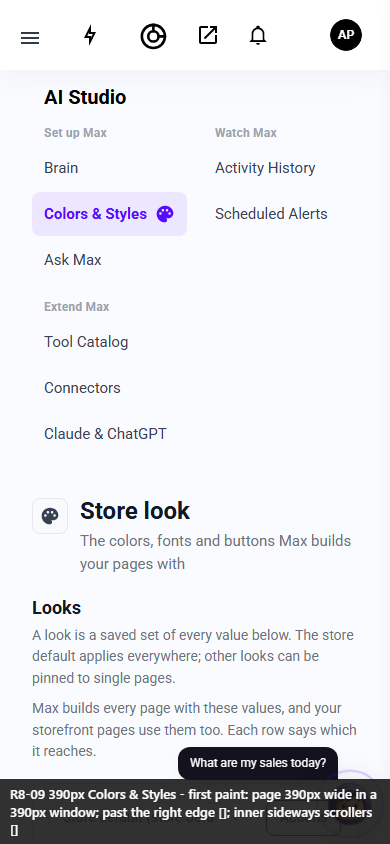 AP
AI Studio
Set up Max
Watch Max
Brain
Activity History
Colors & Styles
Scheduled Alerts
Ask Max
Extend Max
Tool Catalog
Connectors
Claude & ChatGPT
Store look
The colors, fonts and buttons Max builds
your pages with
Looks
A look is a saved set of every value below. The store
default applies everywhere; other looks can be
pinned to single pages.
Max builds every page with these values, and your
storefront pages use them too. Each row says which
it reaches.
What are my sales today?
R8-09 390px Colors & Styles - first paint: page 390px wide in a
390px window; past the right edge []; inner sideways scrollers
[]